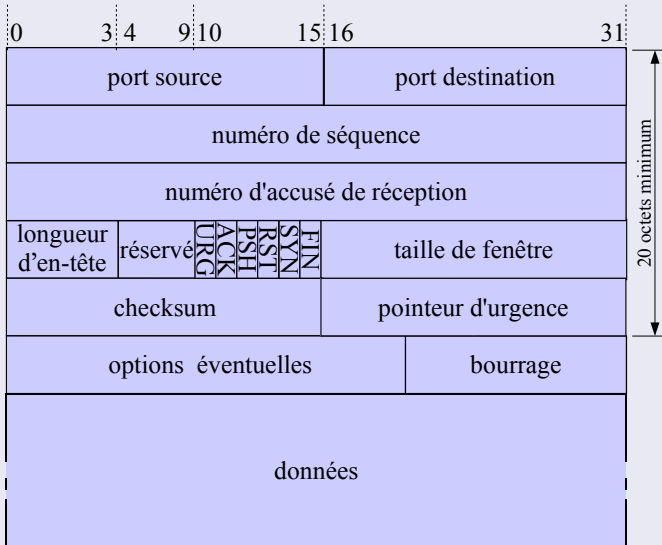 0 3 4 9 10 15 16 31
port source port destination
numéro de séquence
numéro d'accusé de réception
longueur
d'en-tête
réservé
URG
ACK
PSH
RST
SYN
FIN
taille de fenêtre
checksum pointeur d'urgence
options éventuelles bourrage
données
20 octets minimum